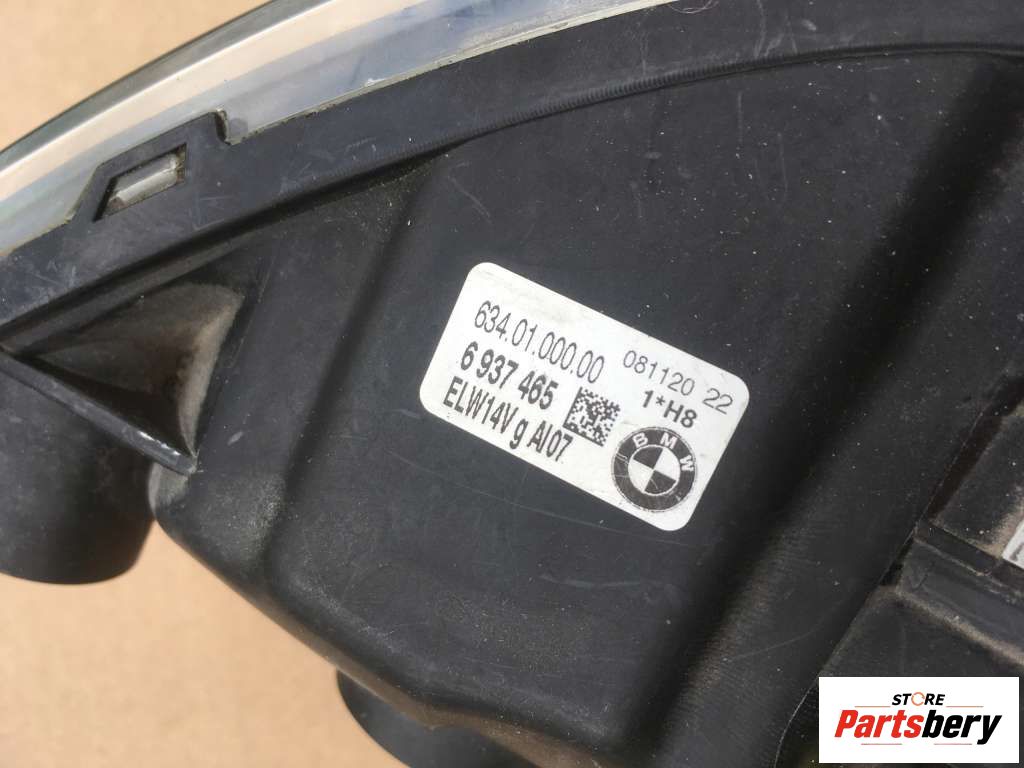 634.01.000.00 081120 22
6 937 465 1*H8
ELW14V g AI07
BMW
STORE
Partsbery